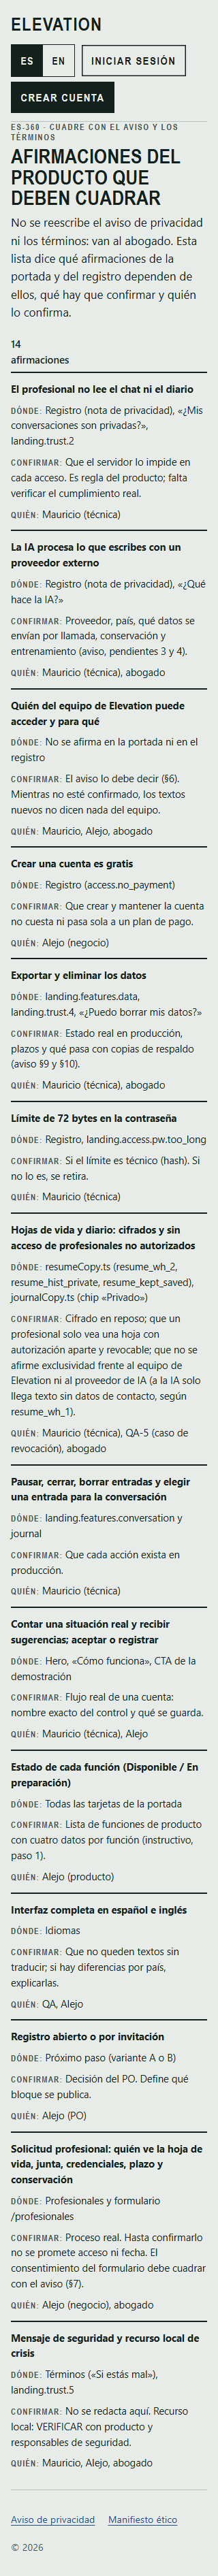 ELEVATION
ES EN INICIAR SESIÓN
CREAR CUENTA
ES-360 · CUADRE CON EL AVISO Y LOS
TÉRMINOS
AFIRMACIONES DEL
PRODUCTO QUE
DEBEN CUADRAR
No se reescribe el aviso de privacidad
ni los términos: van al abogado. Esta
lista dice qué afirmaciones de la
portada y del registro dependen de
ellos, qué hay que confirmar y quién
lo confirma.
14
afirmaciones
El profesional no lee el chat ni el diario
DÓNDE: Registro (nota de privacidad), «¿Mis
conversaciones son privadas?»,
landing.trust.2
CONFIRMAR: Que el servidor lo impide en
cada acceso. Es regla del producto; falta
verificar el cumplimiento real.
QUIÉN: Mauricio (técnica)
La IA procesa lo que escribes con un
proveedor externo
DÓNDE: Registro (nota de privacidad), «¿Qué
hace la IA?»
CONFIRMAR: Proveedor, país, qué datos se
envían por llamada, conservación y
entrenamiento (aviso, pendientes 3 y 4).
QUIÉN: Mauricio (técnica), abogado
Quién del equipo de Elevation puede
acceder y para qué
DÓNDE: No se afirma en la portada ni en el
registro
CONFIRMAR: El aviso lo debe decir (§6).
Mientras no esté confirmado, los textos
nuevos no dicen nada del equipo.
QUIÉN: Mauricio, Alejo, abogado
Crear una cuenta es gratis
DÓNDE: Registro (access.no_payment)
CONFIRMAR: Que crear y mantener la cuenta
no cuesta ni pasa sola a un plan de pago.
QUIÉN: Alejo (negocio)
Exportar y eliminar los datos
DÓNDE: landing.features.data,
landing.trust.4, «¿Puedo borrar mis datos?»
CONFIRMAR: Estado real en producción,
plazos y qué pasa con copias de respaldo
(aviso §9 y §10).
QUIÉN: Mauricio (técnica), abogado
Límite de 72 bytes en la contraseña
DÓNDE: Registro, landing.access.pw.too_long
CONFIRMAR: Si el límite es técnico (hash). Si
no lo es, se retira.
QUIÉN: Mauricio (técnica)
Hojas de vida y diario: cifrados y sin
acceso de profesionales no autorizados
DÓNDE: resumeCopy.ts (resume_wh_2,
resume_hist_private, resume_kept_saved),
journalCopy.ts (chip «Privado»)
CONFIRMAR: Cifrado en reposo; que un
profesional solo vea una hoja con
autorización aparte y revocable; que no se
afirme exclusividad frente al equipo de
Elevation ni al proveedor de IA (a la IA solo
llega texto sin datos de contacto, según
resume_wh_1).
QUIÉN: Mauricio (técnica), QA-5 (caso de
revocación), abogado
Pausar, cerrar, borrar entradas y elegir
una entrada para la conversación
DÓNDE: landing.features.conversation y
journal
CONFIRMAR: Que cada acción exista en
producción.
QUIÉN: Mauricio (técnica)
Contar una situación real y recibir
sugerencias; aceptar o registrar
DÓNDE: Hero, «Cómo funciona», CTA de la
demostración
CONFIRMAR: Flujo real de una cuenta:
nombre exacto del control y qué se guarda.
QUIÉN: Mauricio (técnica), Alejo
Estado de cada función (Disponible / En
preparación)
DÓNDE: Todas las tarjetas de la portada
CONFIRMAR: Lista de funciones de producto
con cuatro datos por función (instructivo,
paso 1).
QUIÉN: Alejo (producto)
Interfaz completa en español e inglés
DÓNDE: Idiomas
CONFIRMAR: Que no queden textos sin
traducir; si hay diferencias por país,
explicarlas.
QUIÉN: QA, Alejo
Registro abierto o por invitación
DÓNDE: Próximo paso (variante A o B)
CONFIRMAR: Decisión del PO. Define qué
bloque se publica.
QUIÉN: Alejo (PO)
Solicitud profesional: quién ve la hoja de
vida, junta, credenciales, plazo y
conservación
DÓNDE: Profesionales y formulario
/profesionales
CONFIRMAR: Proceso real. Hasta confirmarlo
no se promete acceso ni fecha. El
consentimiento del formulario debe cuadrar
con el aviso (§7).
QUIÉN: Alejo (negocio), abogado
Mensaje de seguridad y recurso local de
crisis
DÓNDE: Términos («Si estás mal»),
landing.trust.5
CONFIRMAR: No se redacta aquí. Recurso
local: VERIFICAR con producto y
responsables de seguridad.
QUIÉN: Mauricio, Alejo, abogado
Aviso de privacidad Manifiesto ético
© 2026